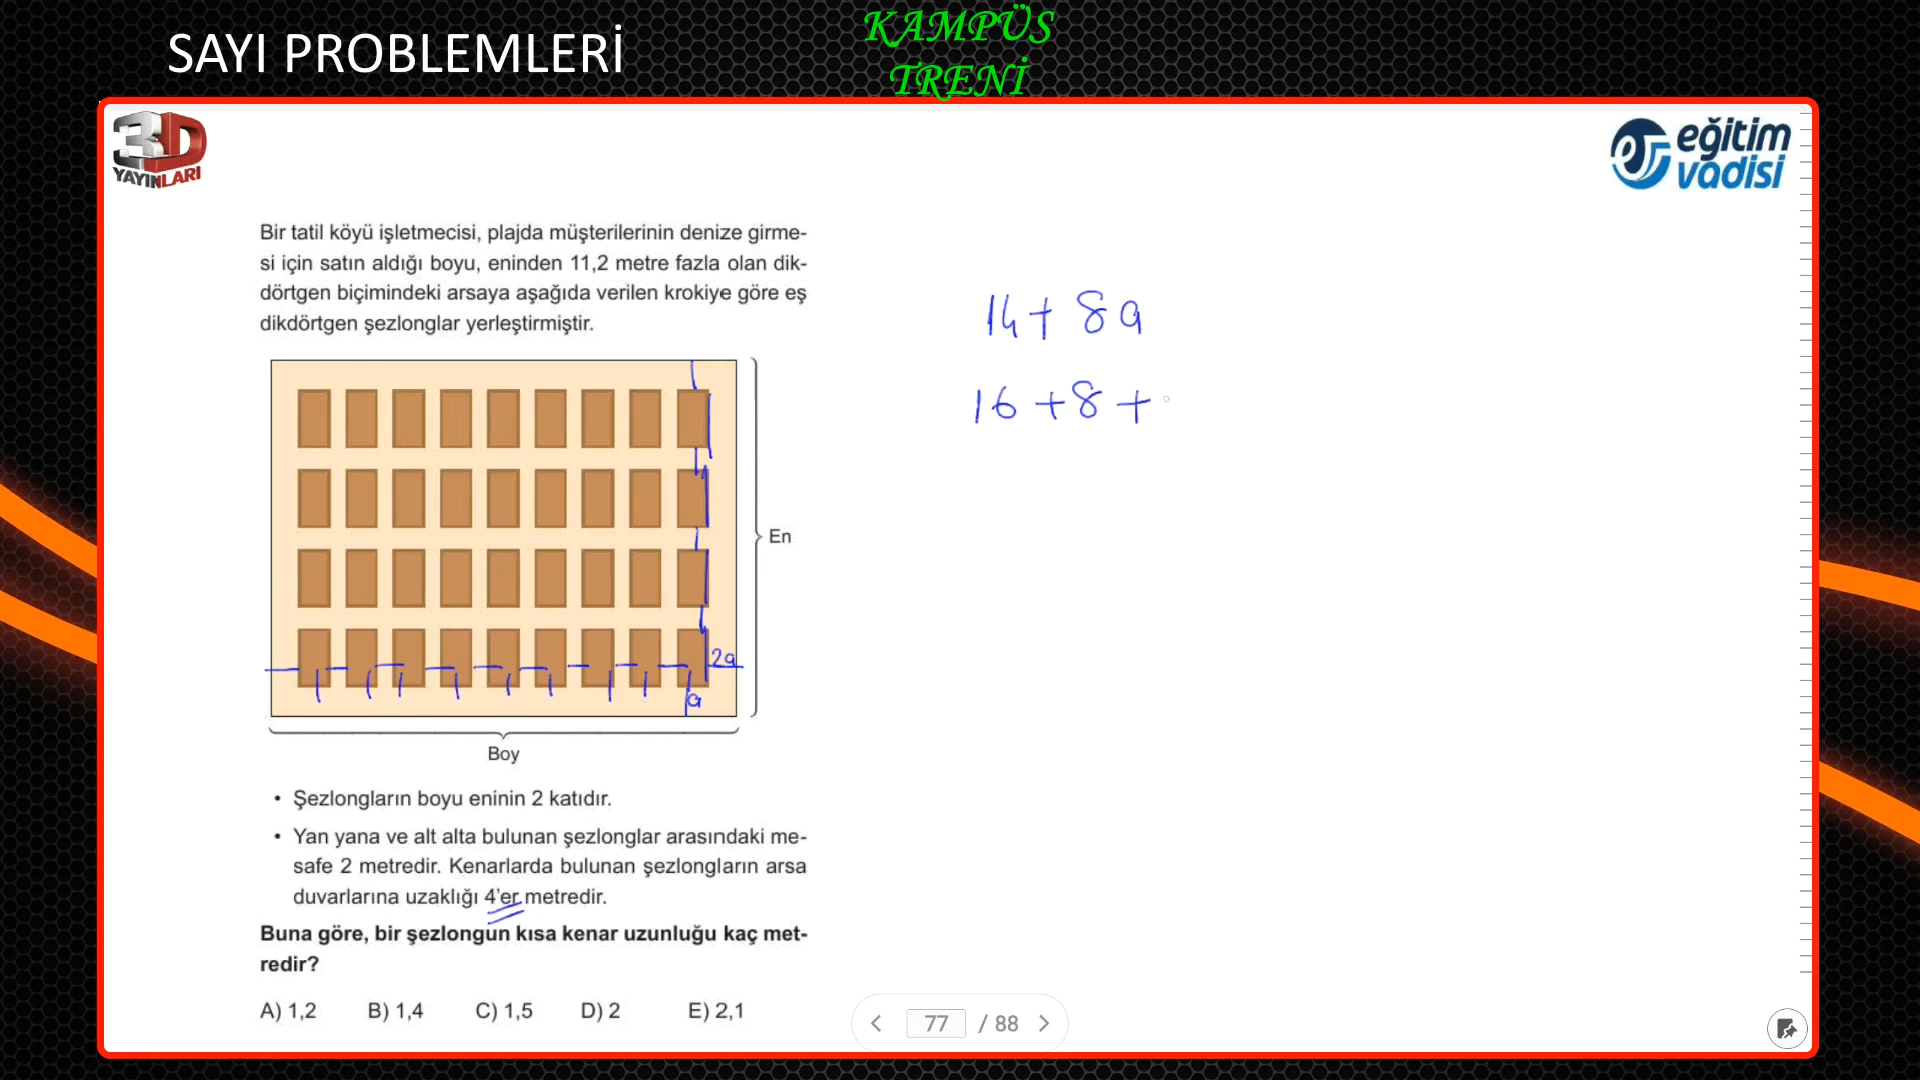 SAYI PROBLEMLERİ
KAMPÜS
TRENİ
3D
YAYINLARI
eğitim
vadisi
Bir tatil köyü işletmecisi, plajda müşterilerinin denize girme-
si için satın aldığı boyu, eninden 11,2 metre fazla olan dik-
dörtgen biçimindeki arsaya aşağıda verilen krokiye göre eş
dikdörtgen şezlonglar yerleştirmiştir.
14+ 8a
16 +8 +
En
2a
a
Boy
• Şezlongların boyu eninin 2 katıdır.
• Yan yana ve alt alta bulunan şezlonglar arasındaki me-
safe 2 metredir. Kenarlarda bulunan şezlongların arsa
duvarlarına uzaklığı 4'er metredir.
Buna göre, bir şezlongun kısa kenar uzunluğu kaç met-
redir?
A) 1,2 B) 1,4 C) 1,5 D) 2 E) 2,1
77 / 88